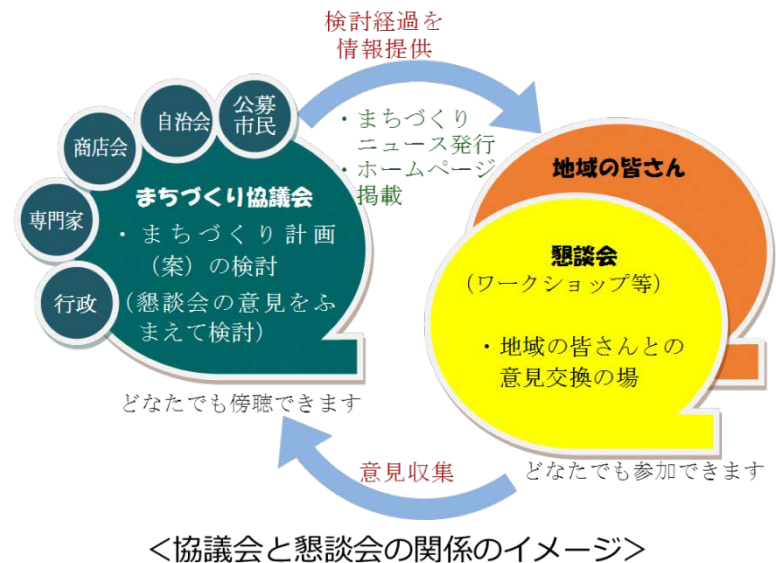 検討経過を
情報提供
公募
市民
自治会
商店会
専門家
行政
まちづくり協議会
・まちづくり計画
（案）の検討
（懇談会の意見をふ
まえて検討）
どなたでも傍聴できます
・まちづくり
ニュース発行
・ホームページ
掲載
地域の皆さん
懇談会
（ワークショップ等）
・地域の皆さんとの
意見交換の場
どなたでも参加できます
意見収集
＜協議会と懇談会の関係のイメージ＞